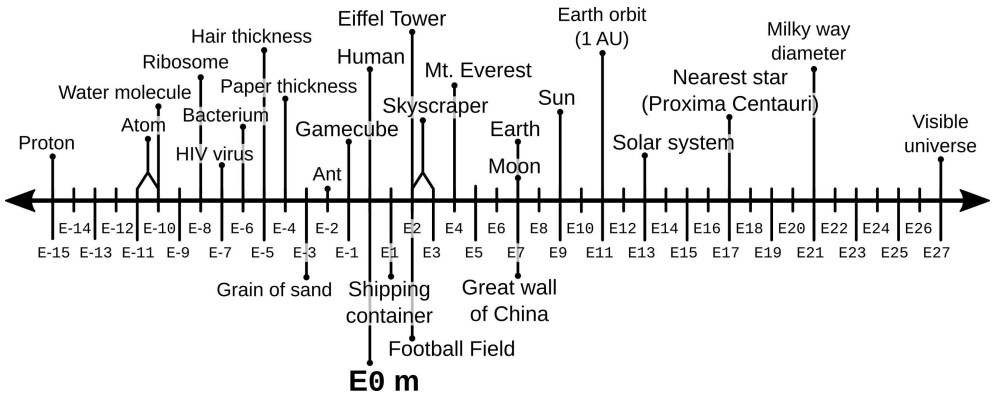 Eiffel Tower
Earth orbit
(1 AU)
Milky way
diameter
Hair thickness
Human
Ribosome
Mt. Everest
Nearest star
(Proxima Centauri)
Water molecule
Paper thickness
Skyscraper
Sun
Atom
Bacterium
Gamecube
Earth
Visible
universe
Proton
HIV virus
Moon
Solar system
Ant
E-14 E-12 E-10 E-8 E-6 E-4 E-2 E2 E4 E6 E8 E10 E12 E14 E16 E18 E20 E22 E24 E26
E-15 E-13 E-11 E-9 E-7 E-5 E-3 E-1 E1 E3 E5 E7 E9 E11 E13 E15 E17 E19 E21 E23 E25 E27
Grain of sand
Shipping
container
Great wall
of China
Football Field
E0 m